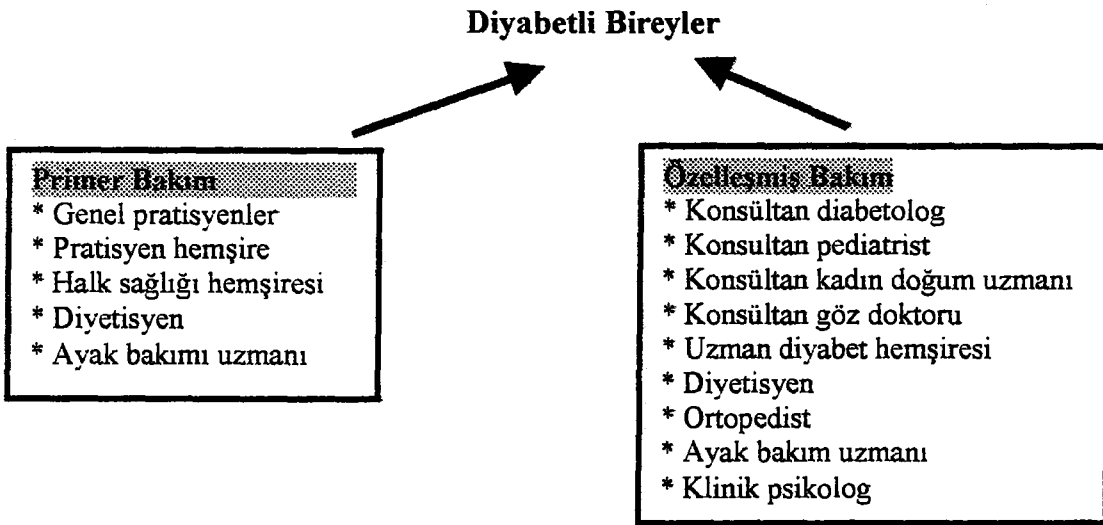 Diyabetli Bireyler
Primer Bakım
* Genel pratisyenler
* Pratisyen hemşire
* Halk sağlığı hemşiresi
* Diyetisyen
* Ayak bakımı uzmanı
Özelleşmiş Bakım
* Konsültan diabetolog
* Konsultan pediatrist
* Konsültan kadın doğum uzmanı
* Konsültan göz doktoru
* Uzman diyabet hemşiresi
* Diyetisyen
* Ortopedist
* Ayak bakım uzmanı
* Klinik psikolog